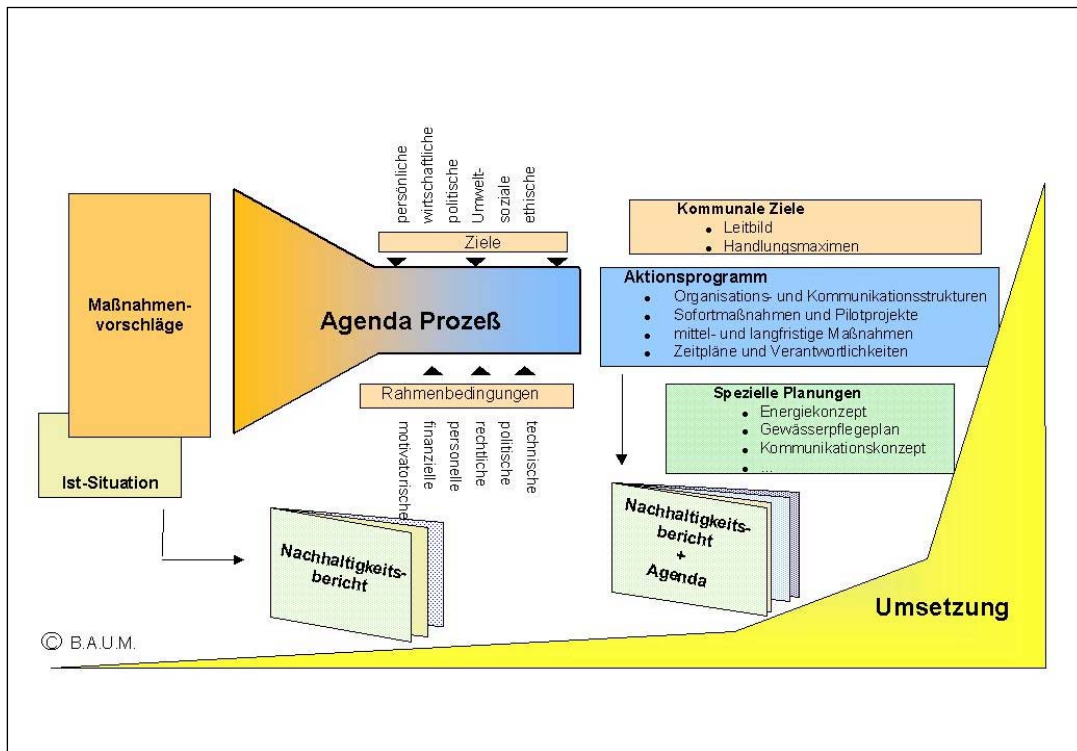 persönliche
wirtschaftliche
politische
Umwelt-
soziale
ethische
Ziele
Maßnahmen-
vorschläge
Ist-Situation
Agenda Prozeß
Rahmenbedingungen
motivatorische
finanzielle
personelle
rechtliche
politische
technische
Kommunale Ziele
• Leitbild
• Handlungsmaximen
Aktionsprogramm
• Organisations- und Kommunikationsstrukturen
• Sofortmaßnahmen und Pilotprojekte
• mittel- und langfristige Maßnahmen
• Zeitpläne und Verantwortlichkeiten
Spezielle Planungen
• Energiekonzept
• Gewässerpflegeplan
• Kommunikationskonzept
• ...
Nachhaltigkeits-
bericht
Nachhaltigkeits-
bericht
+
Agenda
Umsetzung
© B.A.U.M.